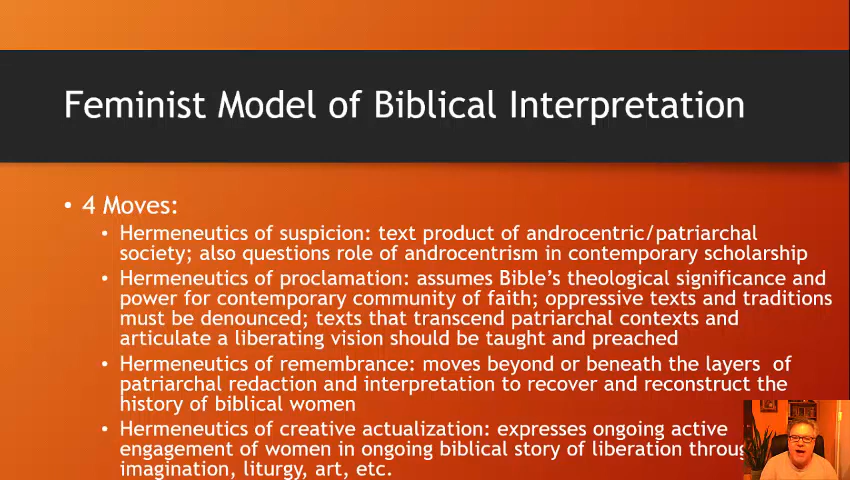 Feminist Model of Biblical Interpretation
• 4 Moves:
• Hermeneutics of suspicion: text product of androcentric/patriarchal
society; also questions role of androcentrism in contemporary scholarship
• Hermeneutics of proclamation: assumes Bible's theological significance and
power for contemporary community of faith; oppressive texts and traditions
must be denounced; texts that transcend patriarchal contexts and
articulate a liberating vision should be taught and preached
• Hermeneutics of remembrance: moves beyond or beneath the layers of
patriarchal redaction and interpretation to recover and reconstruct the
history of biblical women
• Hermeneutics of creative actualization: expresses ongoing active
engagement of women in ongoing biblical story of liberation throug
imagination, liturgy, art, etc.